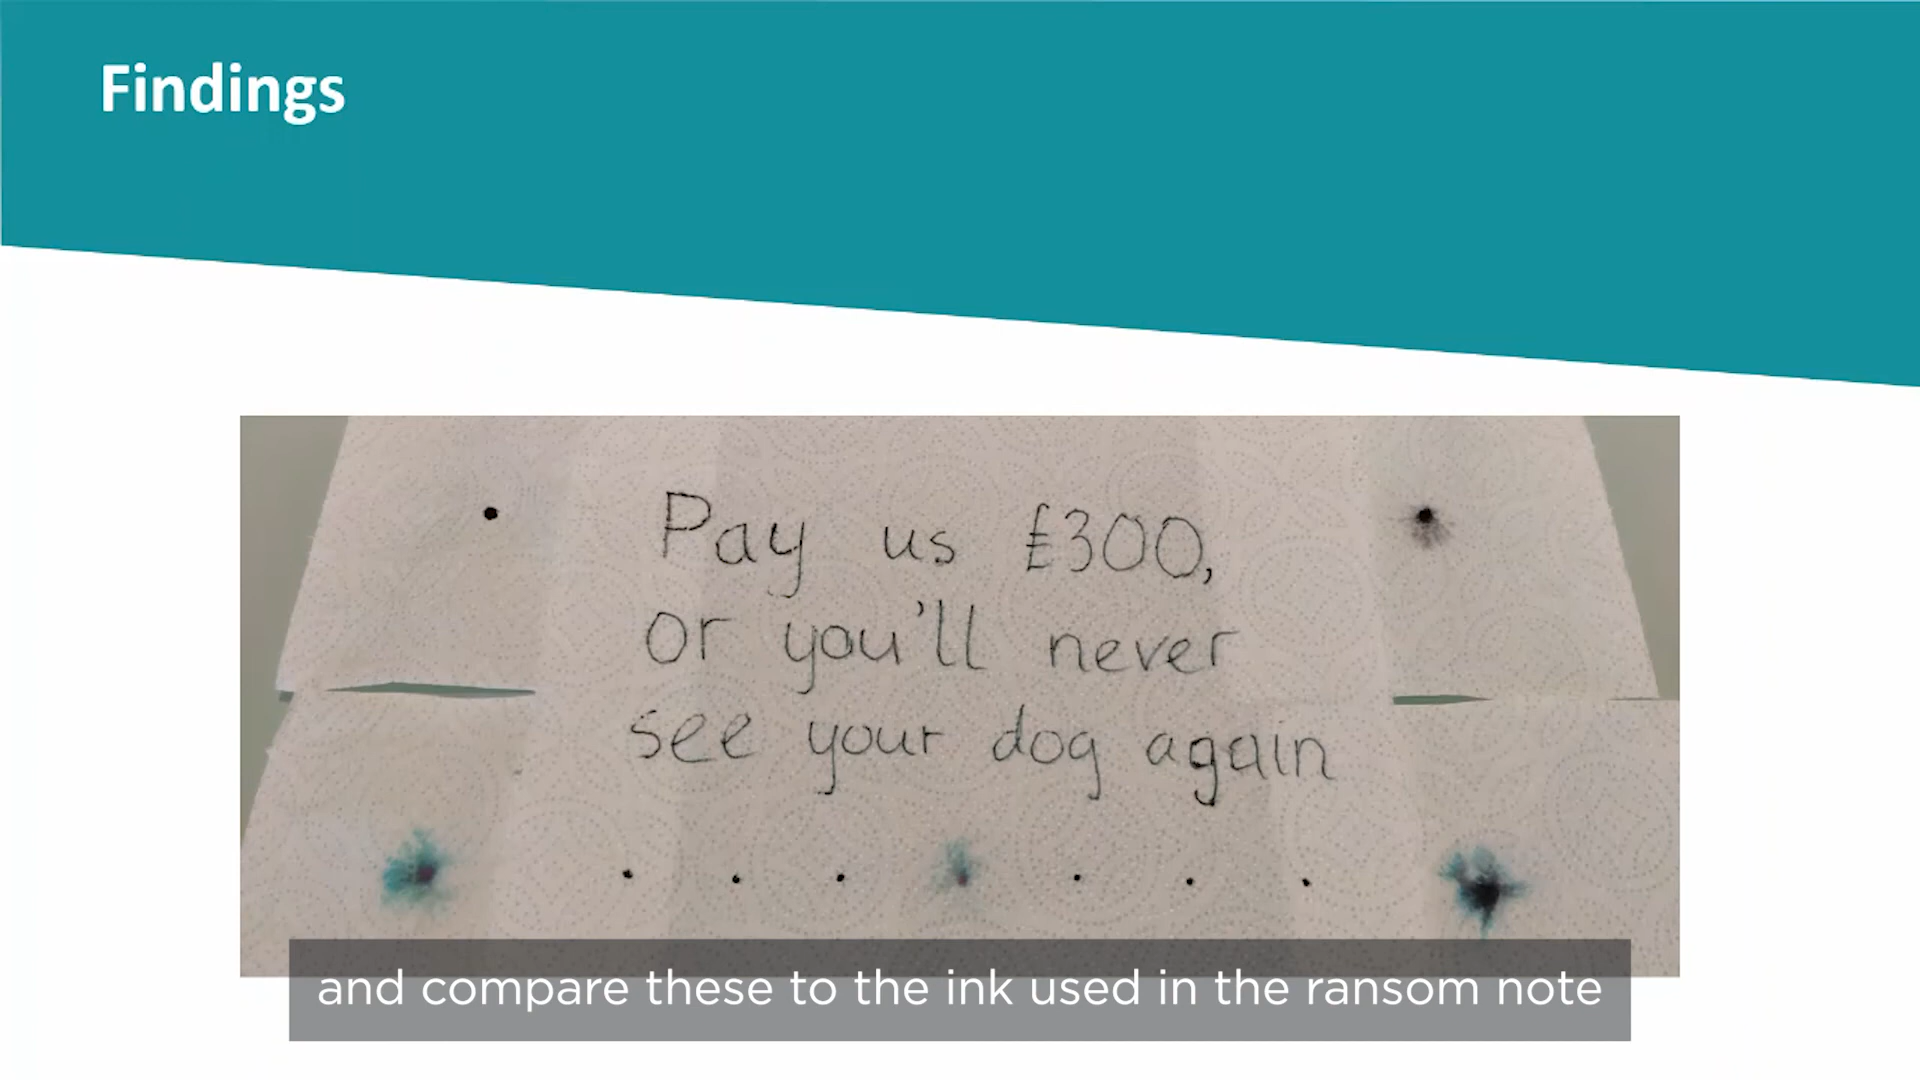 Findings
Pay us £300,
or you'll never
see your dog again
and compare these to the ink used in the ransom note